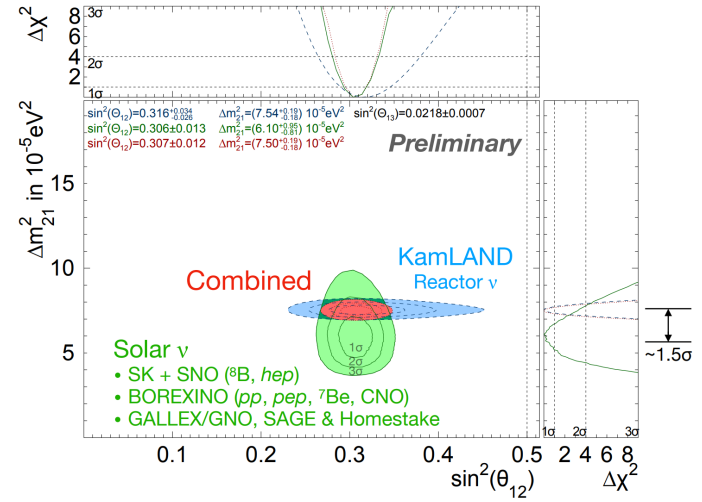 Δχ²
8
6
4
2
3σ
2σ
1σ
sin²(Θ₁₂)=0.316 +0.034 -0.026 Δm²₂₁=(7.54 +0.19 -0.18) 10⁻⁵eV² sin²(Θ₁₃)=0.0218±0.0007
sin²(Θ₁₂)=0.306±0.013 Δm²₂₁=(6.10 +0.95 -0.81) 10⁻⁵eV²
sin²(Θ₁₂)=0.307±0.012 Δm²₂₁=(7.50 +0.19 -0.18) 10⁻⁵eV²
Preliminary
Δm²₂₁ in 10⁻⁵eV²
15
10
5
KamLAND
Reactor ν
Combined
1σ
2σ
3σ
~1.5σ
Solar ν
• SK + SNO (⁸B, hep)
• BOREXINO (pp, pep, ⁷Be, CNO)
• GALLEX/GNO, SAGE & Homestake
1σ 2σ 3σ
0.1 0.2 0.3 0.4 0.5 2 4 6 8
sin²(θ₁₂) Δχ²